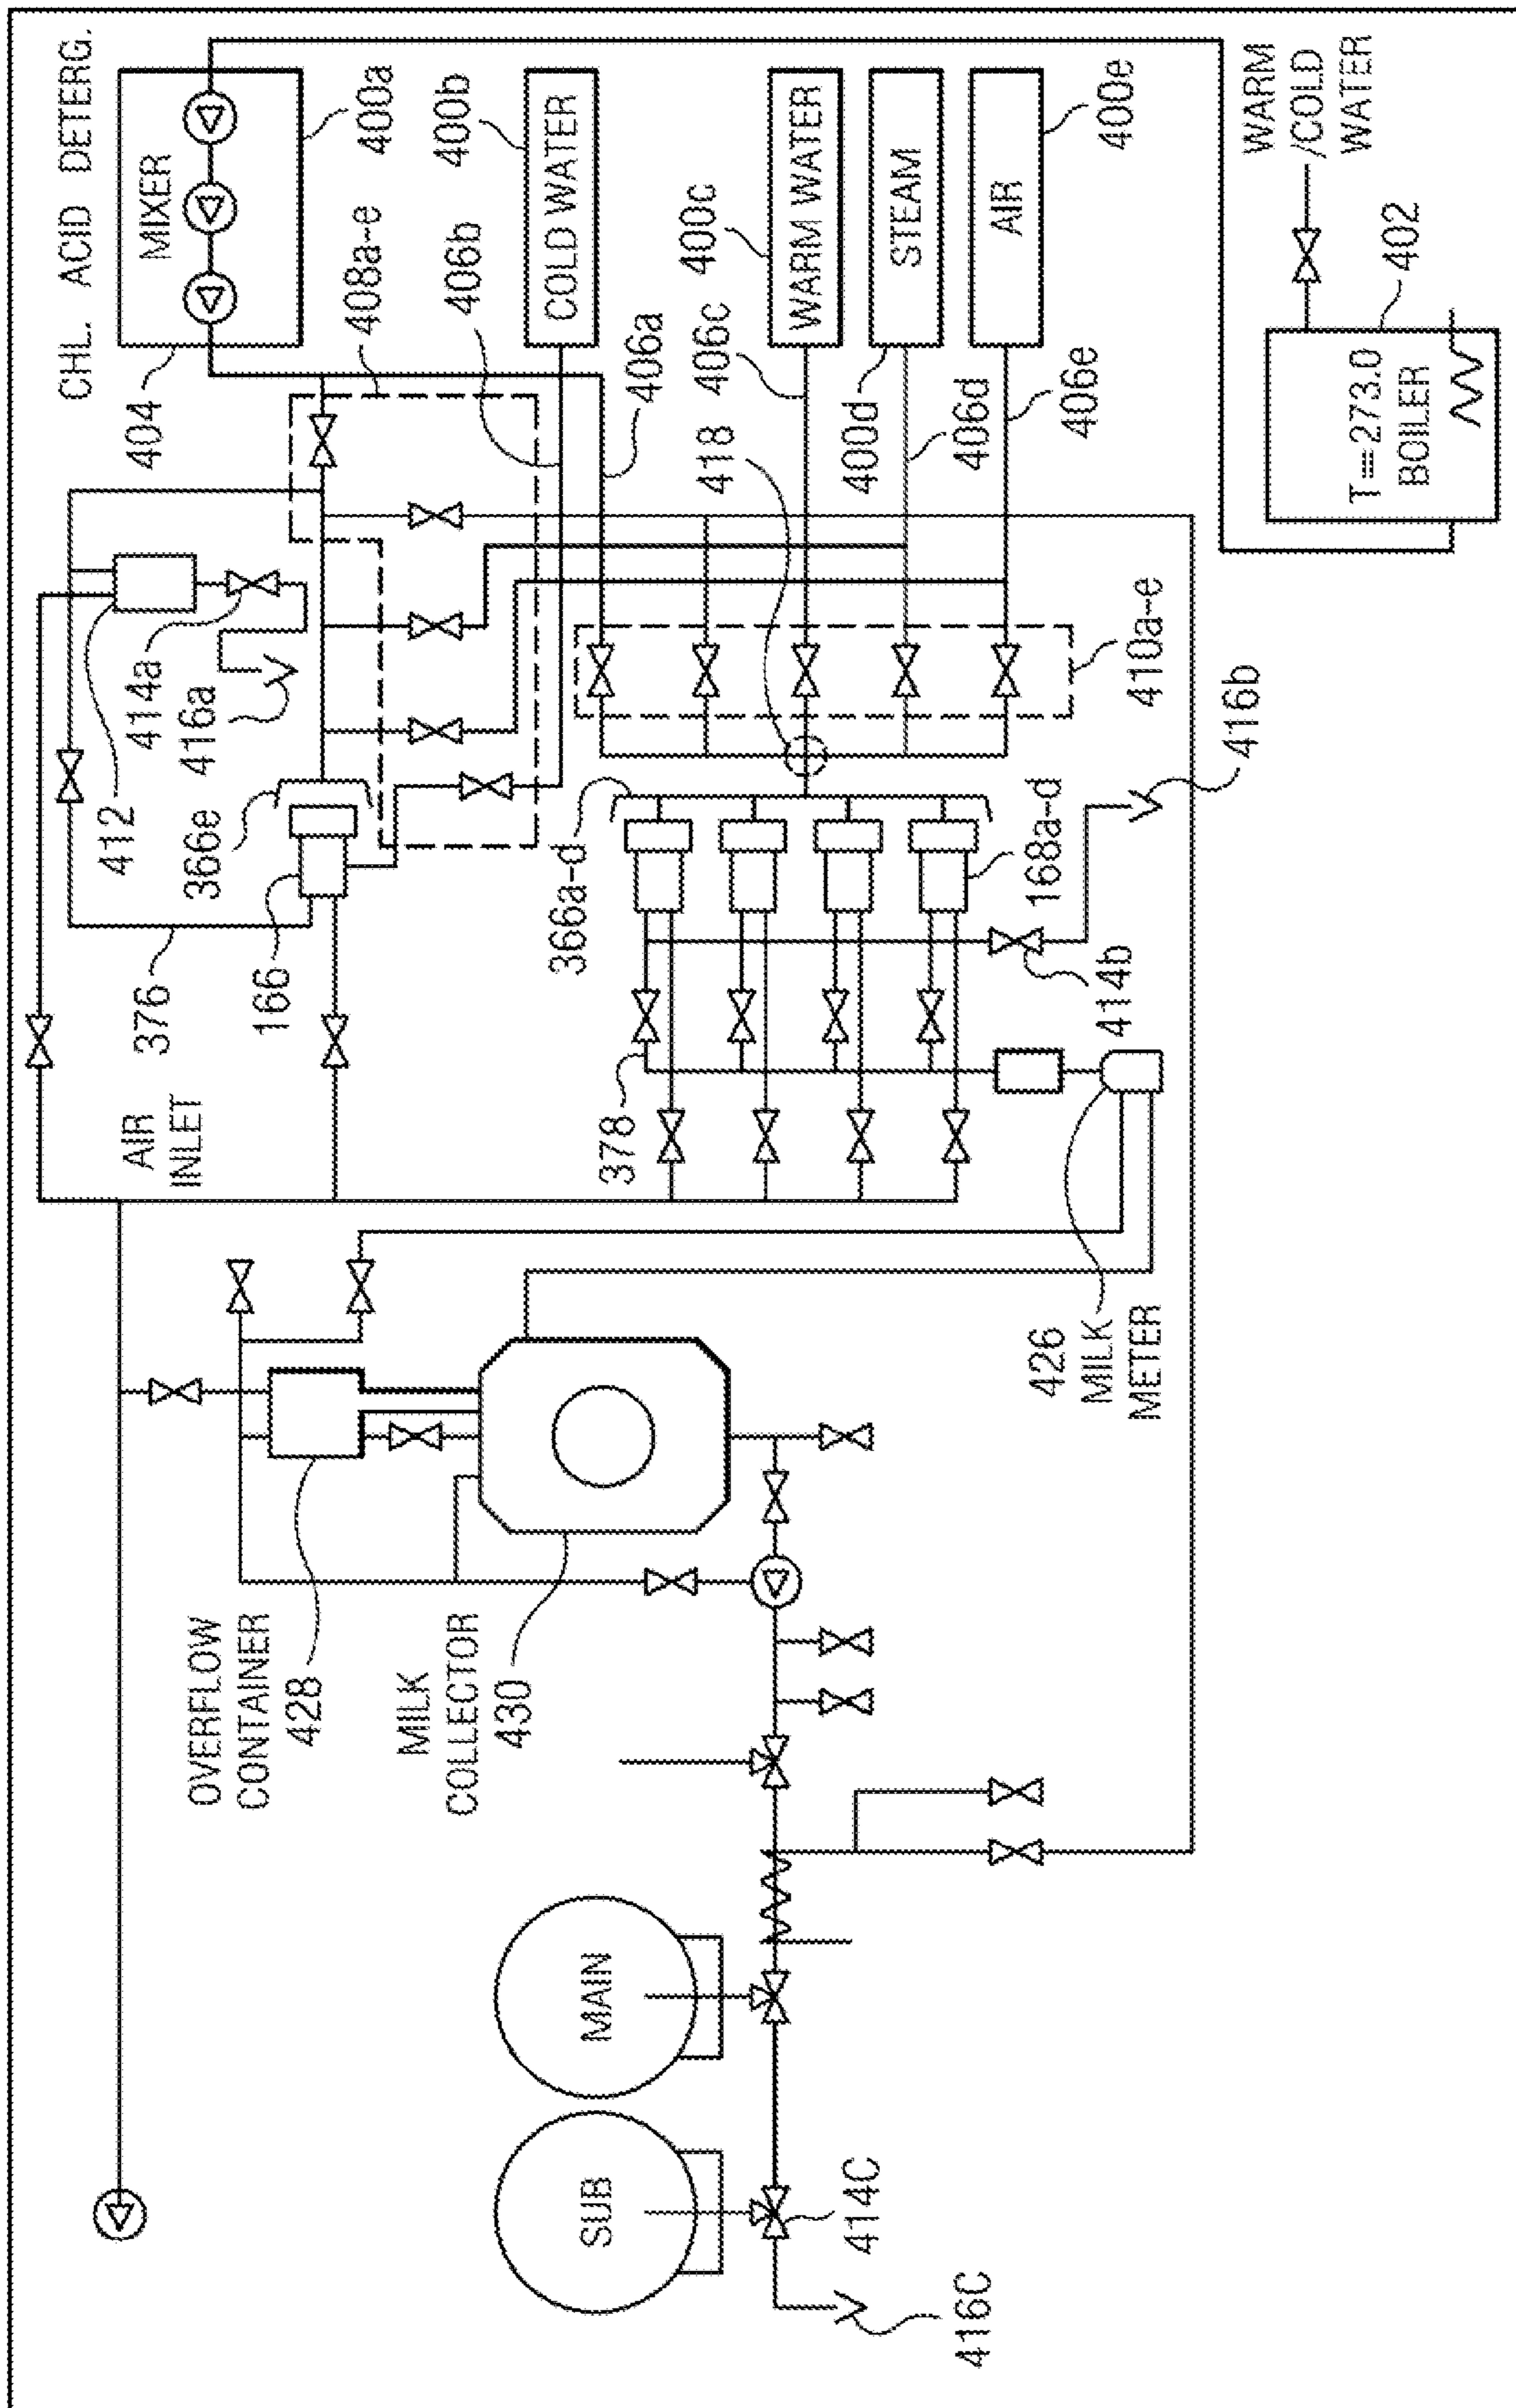 CHL. ACID DETERG.
MIXER
404
400a
408a-e
406b
400b
COLD WATER
406a
400c
WARM WATER
406c
418
400d
STEAM
406d
AIR
400e
406e
410a-e
WARM
/COLD
WATER
402
T==273.0
BOILER
412
414a
416a
366e
166
376
AIR
INLET
366a-d
168a-d
378
414b
416b
426
MILK
METER
OVERFLOW
CONTAINER
428
MILK
COLLECTOR
430
MAIN
SUB
414C
416C